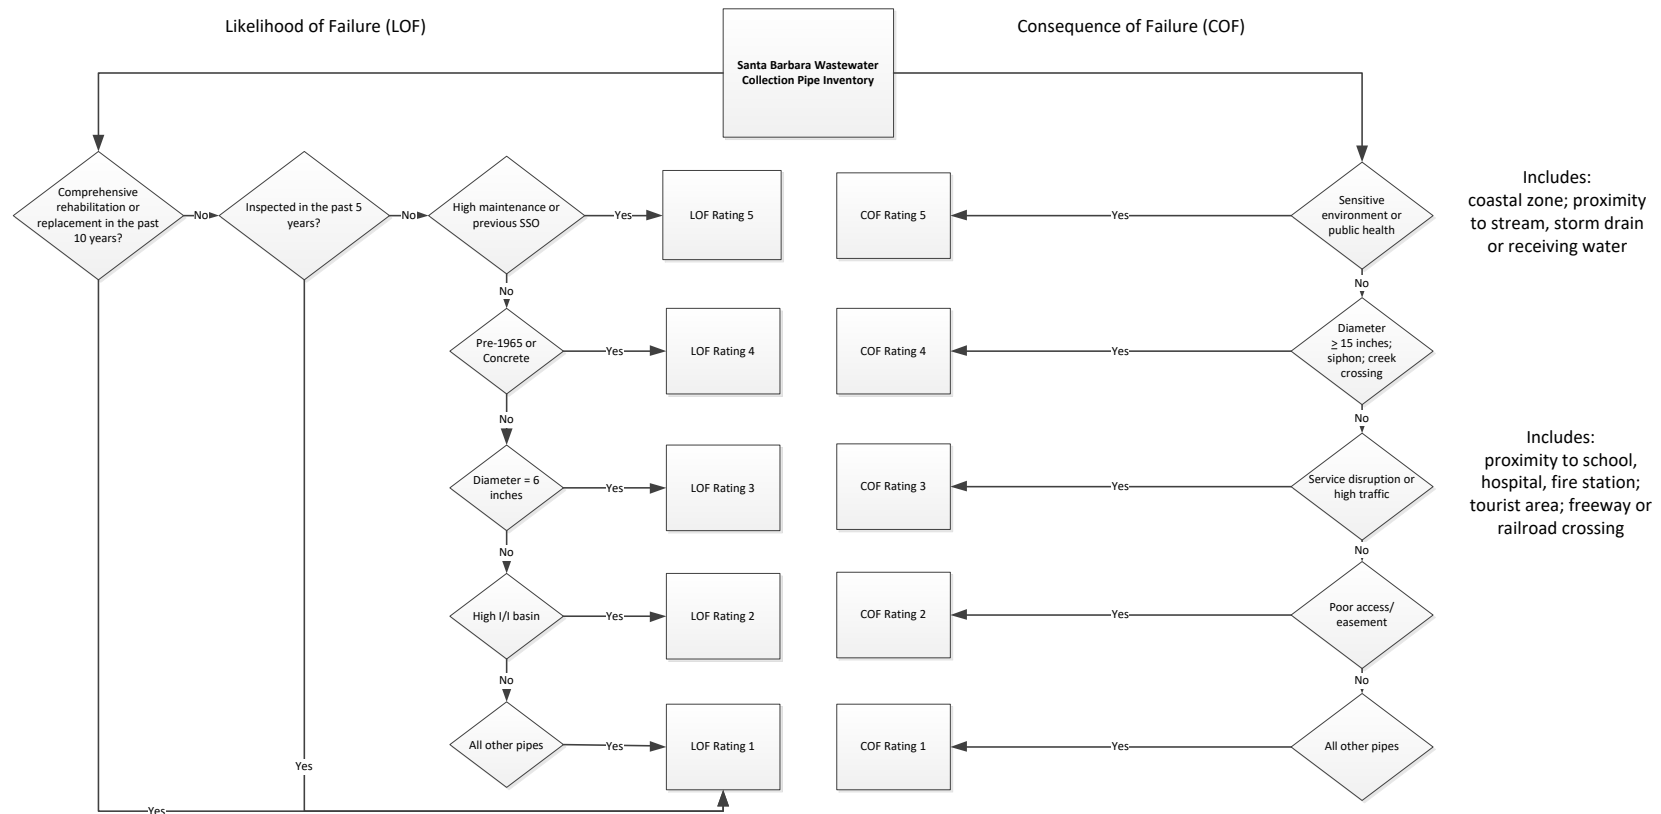 Likelihood of Failure (LOF)
Consequence of Failure (COF)
Santa Barbara Wastewater
Collection Pipe Inventory
Comprehensive
rehabilitation or
replacement in the past
10 years?
No
Inspected in the past 5
years?
No
High maintenance or
previous SSO
Yes
LOF Rating 5
COF Rating 5
Yes
Sensitive
environment or
public health
Includes:
coastal zone; proximity
to stream, storm drain
or receiving water
No
No
Pre-1965 or
Concrete
Yes
LOF Rating 4
COF Rating 4
Yes
Diameter
≥ 15 inches;
siphon; creek
crossing
No
No
Diameter = 6
inches
Yes
LOF Rating 3
COF Rating 3
Yes
Service disruption or
high traffic
Includes:
proximity to school,
hospital, fire station;
tourist area; freeway or
railroad crossing
No
No
High I/I basin
Yes
LOF Rating 2
COF Rating 2
Yes
Poor access/
easement
No
No
All other pipes
Yes
LOF Rating 1
COF Rating 1
Yes
All other pipes
Yes
Yes